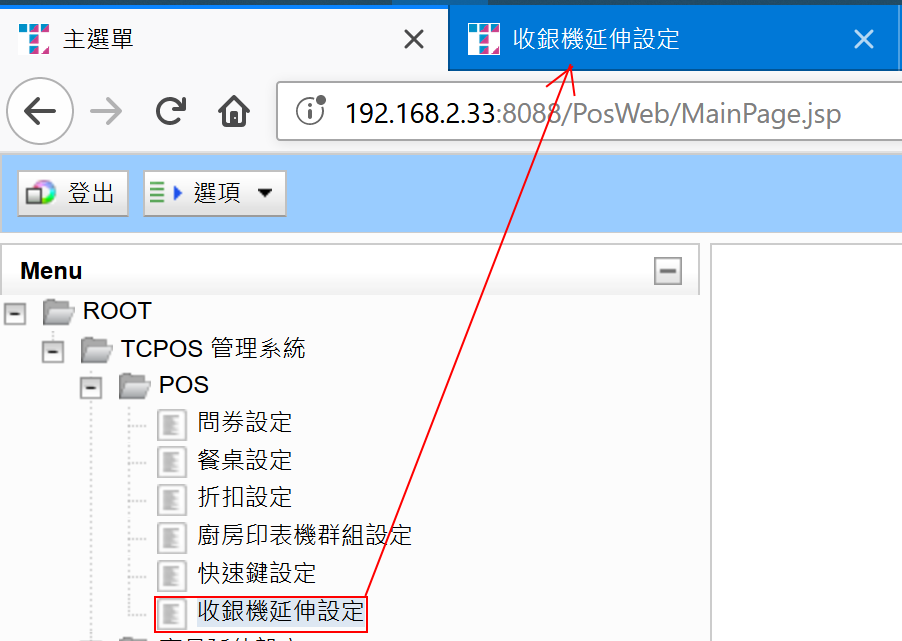 主選單
收銀機延伸設定
192.168.2.33:8088/PosWeb/MainPage.jsp
登出
選項
Menu
ROOT
TCPOS 管理系統
POS
問券設定
餐桌設定
折扣設定
廚房印表機群組設定
快速鍵設定
收銀機延伸設定